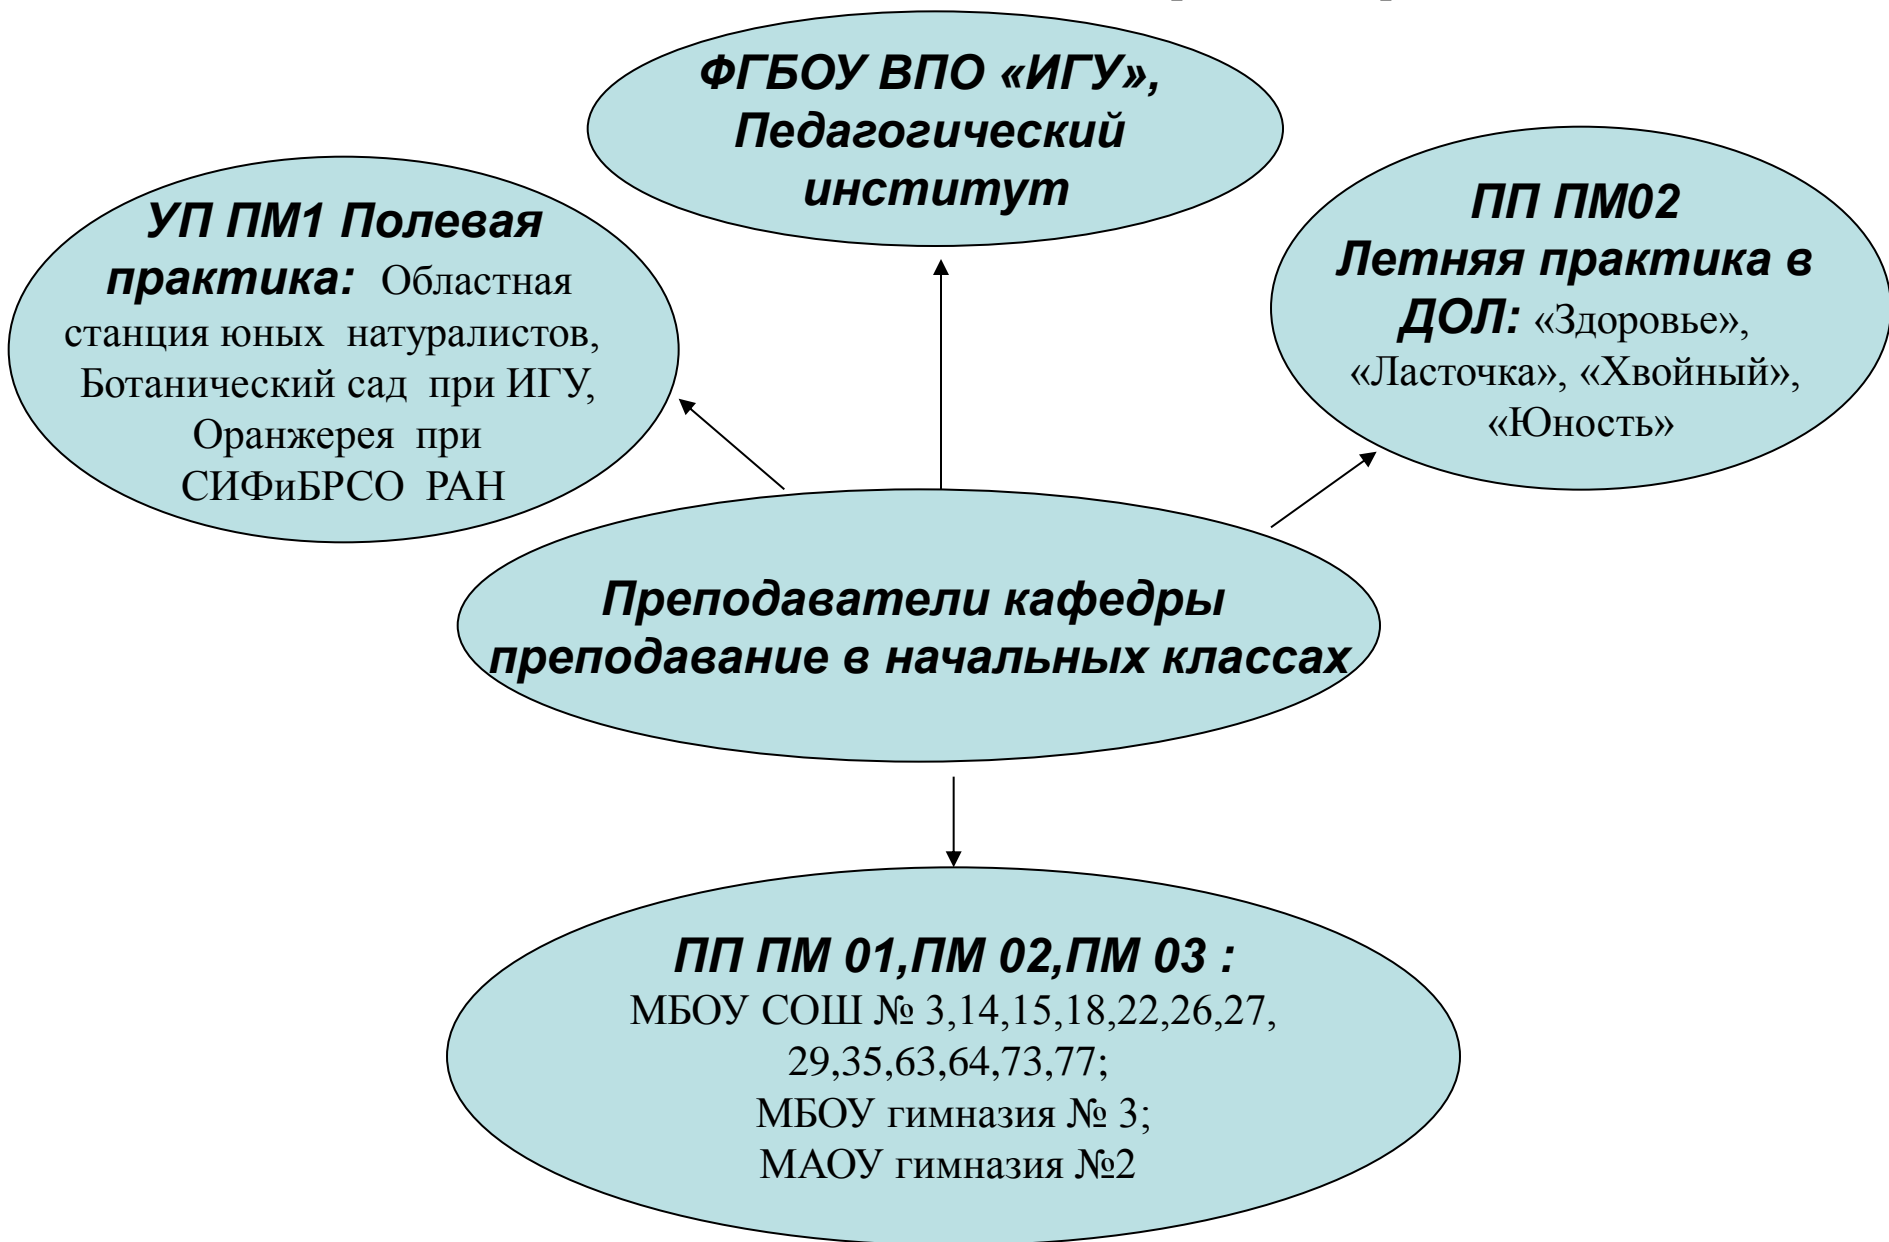 ФГБОУ ВПО «ИГУ»,
Педагогический
институт
УП ПМ1 Полевая
практика: Областная
станция юных натуралистов,
Ботанический сад при ИГУ,
Оранжерея при
СИФиБРСО РАН
ПП ПМ02
Летняя практика в
ДОЛ: «Здоровье»,
«Ласточка», «Хвойный»,
«Юность»
Преподаватели кафедры
преподавание в начальных классах
ПП ПМ 01,ПМ 02,ПМ 03 :
МБОУ СОШ № 3,14,15,18,22,26,27,
29,35,63,64,73,77;
МБОУ гимназия № 3;
МАОУ гимназия №2